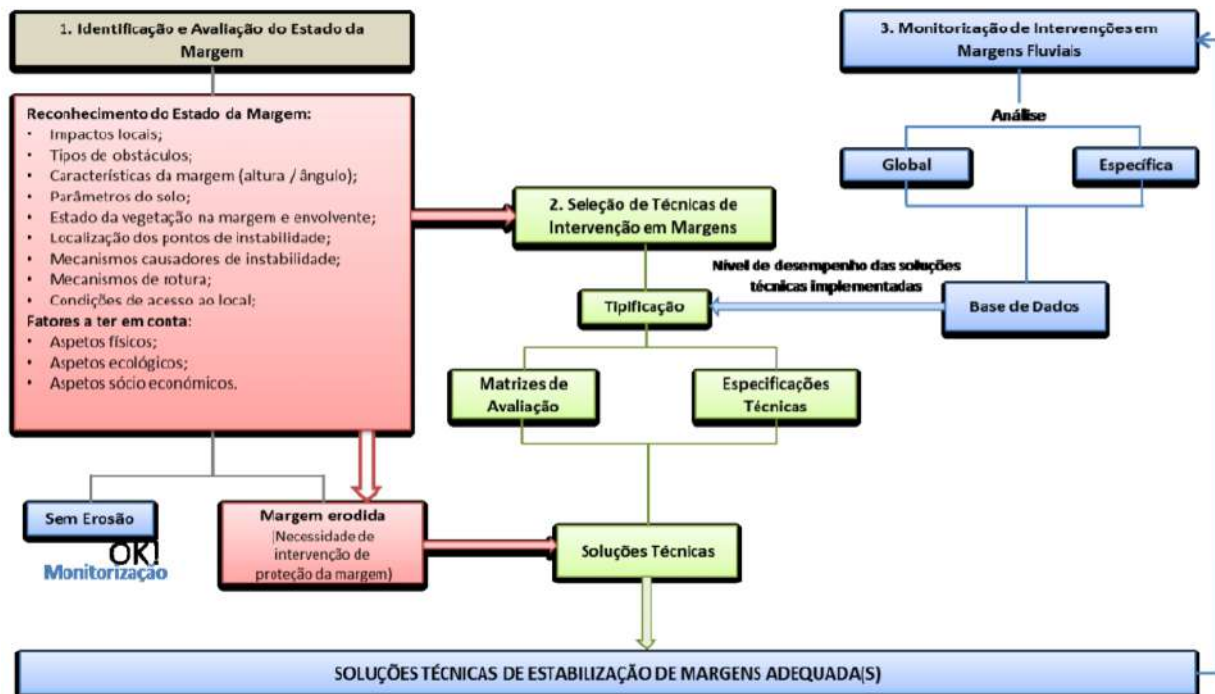 1. Identificação e Avaliação do Estado da
Margem
Reconhecimento do Estado da Margem:
• Impactos locais;
• Tipos de obstáculos;
• Características da margem (altura / ângulo);
• Parâmetros do solo;
• Estado da vegetação na margem e envolvente;
• Localização dos pontos de instabilidade;
• Mecanismos causadores de instabilidade;
• Mecanismos de rotura;
• Condições de acesso ao local;
Fatores a ter em conta:
• Aspetos físicos;
• Aspetos ecológicos;
• Aspetos sócio económicos.
Sem Erosão
OK!
Monitorização
Margem erodida
(Necessidade de
intervenção de
proteção da margem)
2. Seleção de Técnicas de
Intervenção em Margens
Tipificação
Matrizes de
Avaliação
Especificações
Técnicas
Soluções Técnicas
3. Monitorização de Intervenções em
Margens Fluviais
Análise
Global
Específica
Base de Dados
Nível de desempenho das soluções
técnicas implementadas
SOLUÇÕES TÉCNICAS DE ESTABILIZAÇÃO DE MARGENS ADEQUADA(S)